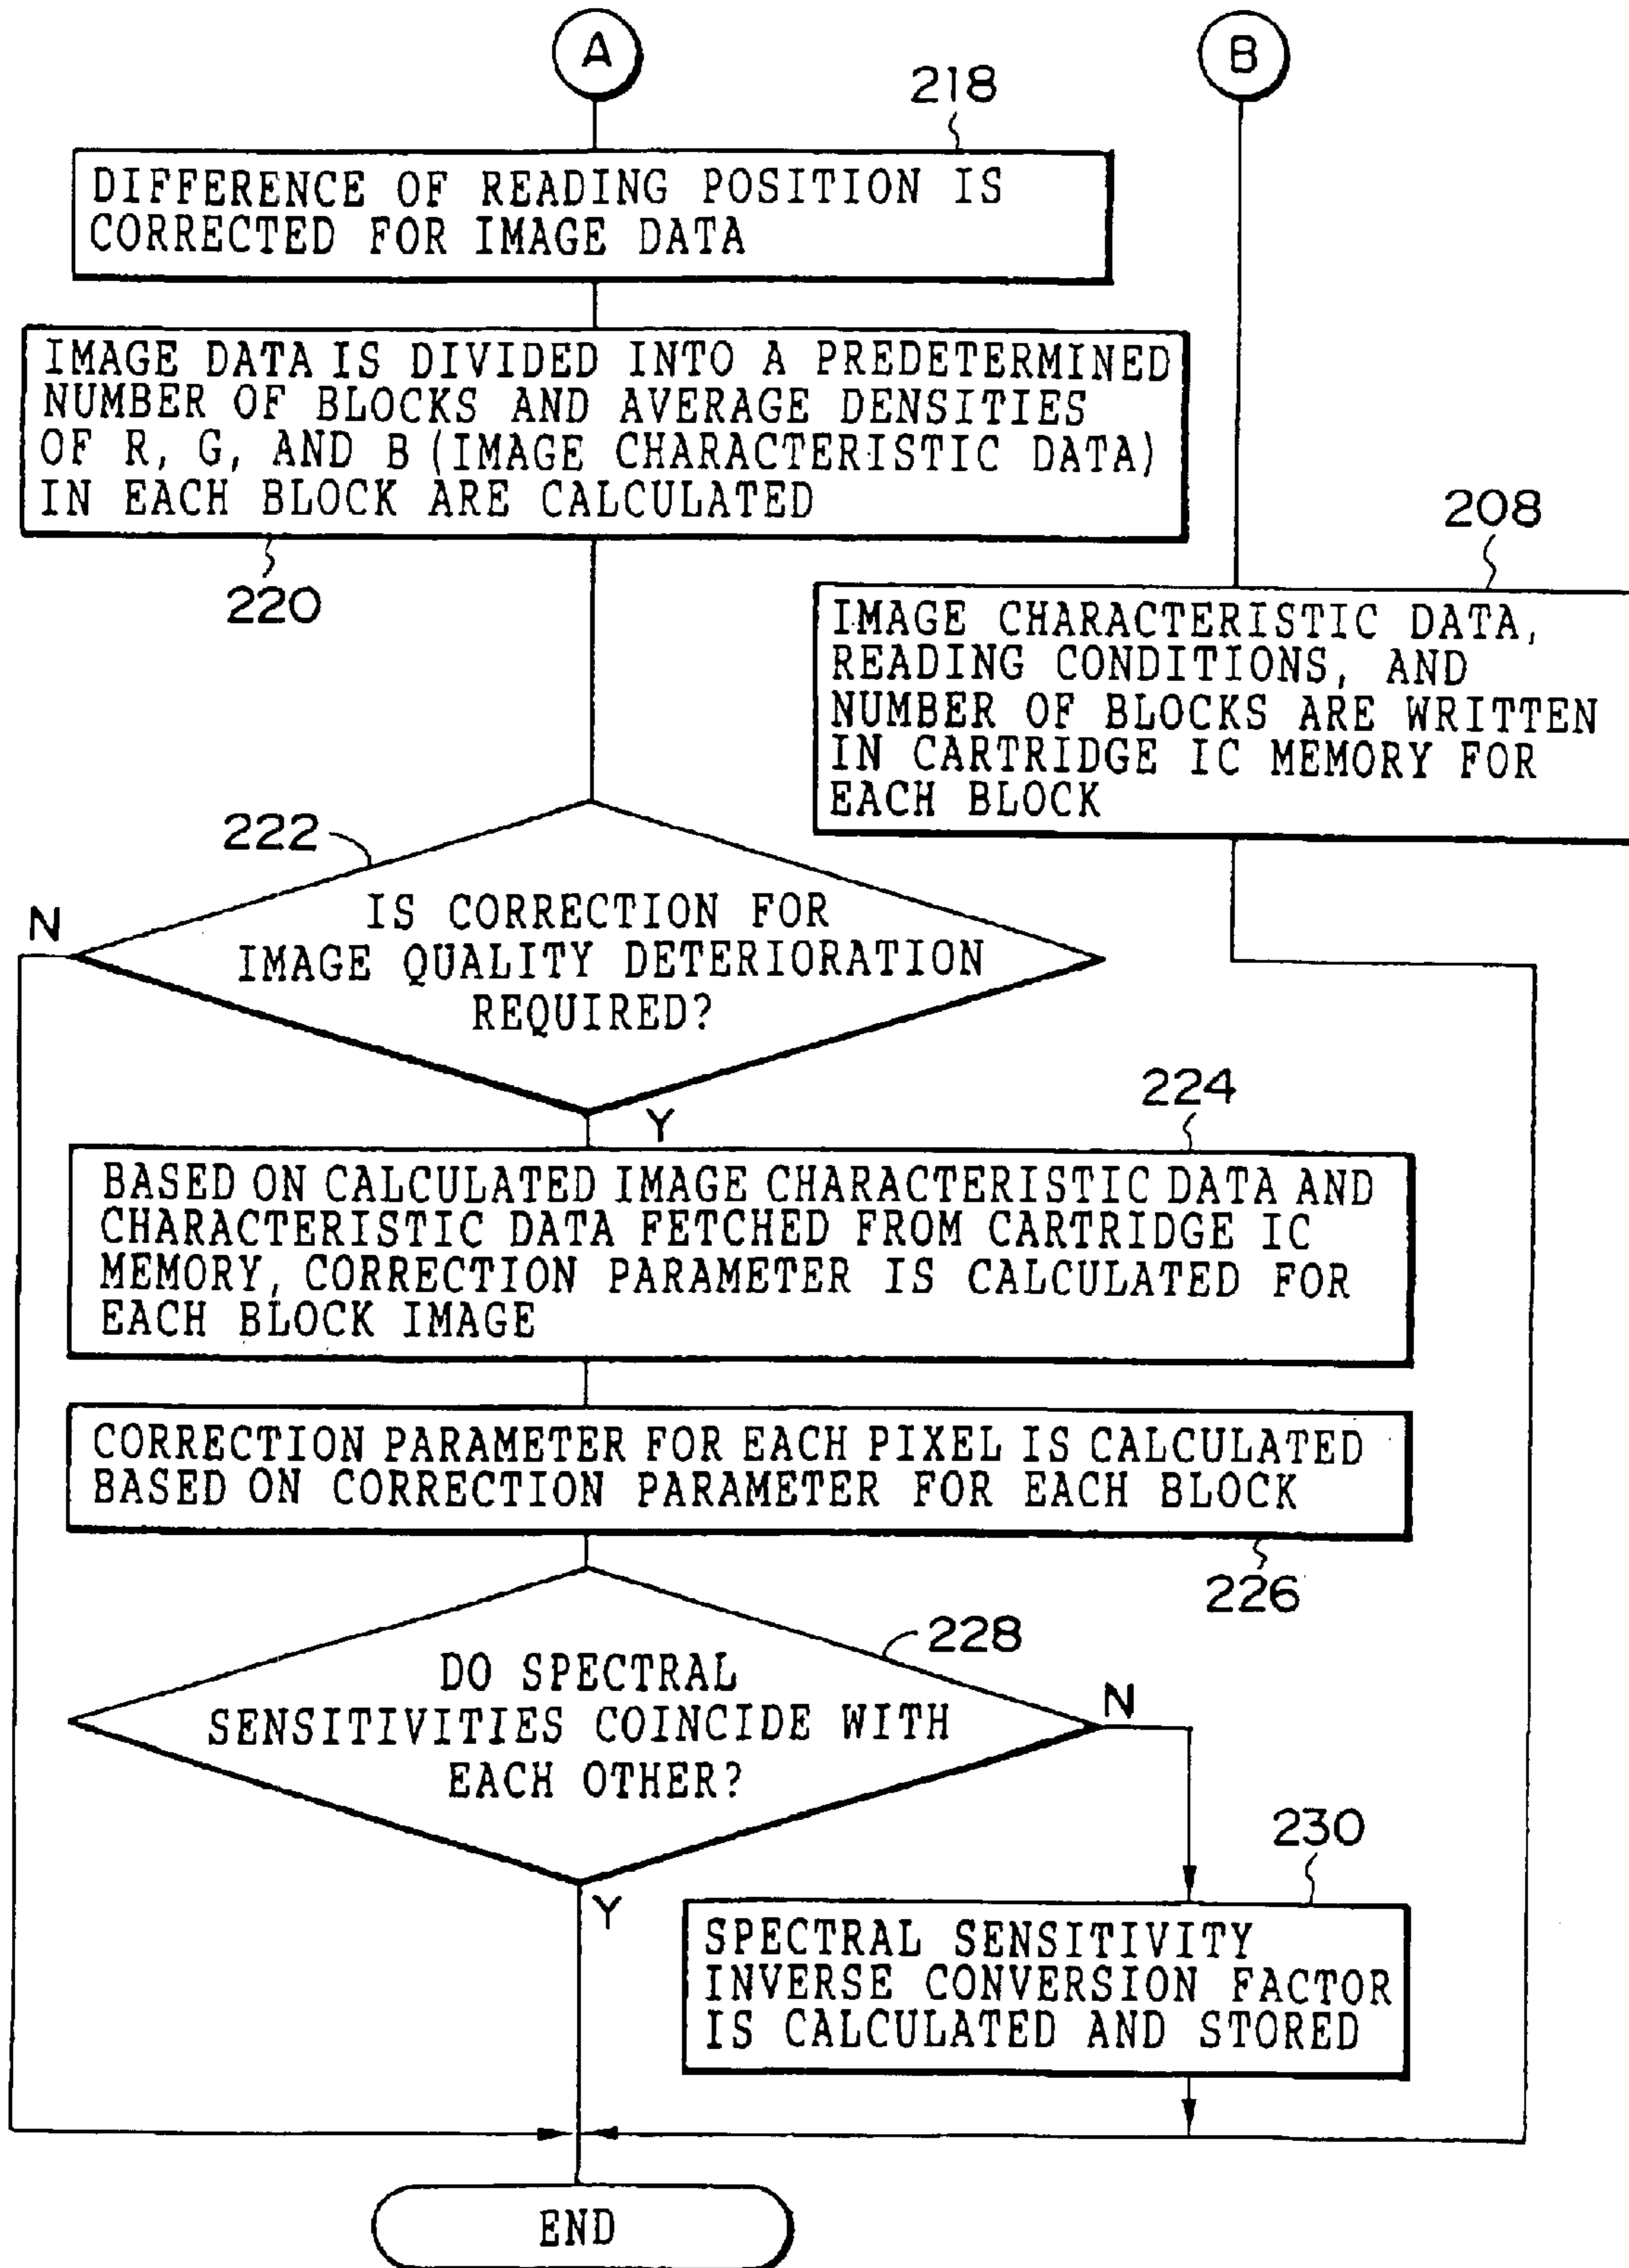 A
B
218
DIFFERENCE OF READING POSITION IS
CORRECTED FOR IMAGE DATA
IMAGE DATA IS DIVIDED INTO A PREDETERMINED
NUMBER OF BLOCKS AND AVERAGE DENSITIES
OF R, G, AND B (IMAGE CHARACTERISTIC DATA)
IN EACH BLOCK ARE CALCULATED
220
208
IMAGE CHARACTERISTIC DATA,
READING CONDITIONS, AND
NUMBER OF BLOCKS ARE WRITTEN
IN CARTRIDGE IC MEMORY FOR
EACH BLOCK
222
N
IS CORRECTION FOR
IMAGE QUALITY DETERIORATION
REQUIRED?
Y
224
BASED ON CALCULATED IMAGE CHARACTERISTIC DATA AND
CHARACTERISTIC DATA FETCHED FROM CARTRIDGE IC
MEMORY, CORRECTION PARAMETER IS CALCULATED FOR
EACH BLOCK IMAGE
CORRECTION PARAMETER FOR EACH PIXEL IS CALCULATED
BASED ON CORRECTION PARAMETER FOR EACH BLOCK
226
228
DO SPECTRAL
SENSITIVITIES COINCIDE WITH
EACH OTHER?
N
Y
230
SPECTRAL SENSITIVITY
INVERSE CONVERSION FACTOR
IS CALCULATED AND STORED
END